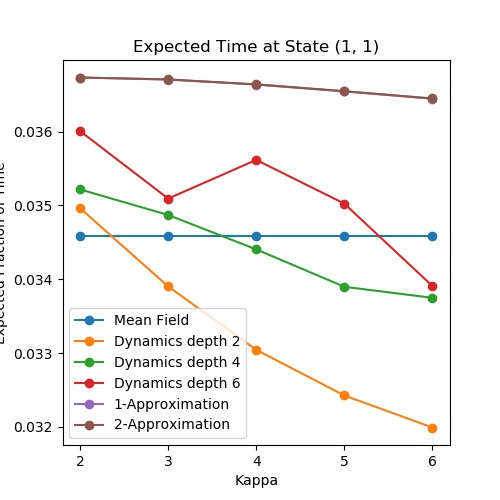 Expected Time at State (1, 1)
Expected Fraction of Time
0.036
0.035
0.034
0.033
0.032
Mean Field
Dynamics depth 2
Dynamics depth 4
Dynamics depth 6
1-Approximation
2-Approximation
2 3 4 5 6
Kappa